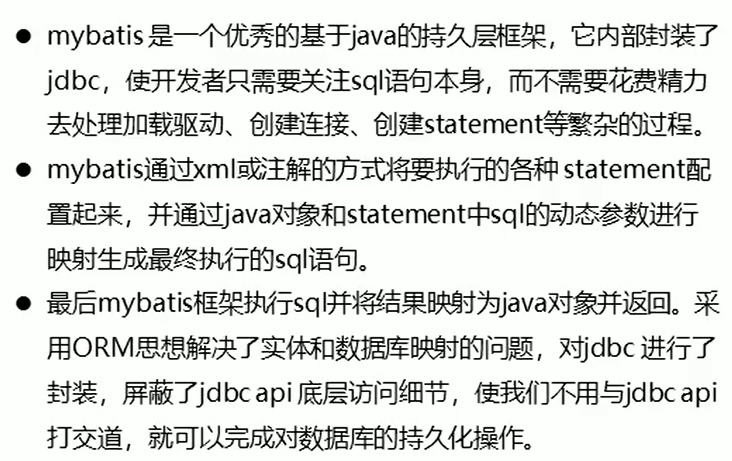 ● mybatis 是一个优秀的基于java的持久层框架，它内部封装了
jdbc，使开发者只需要关注sql语句本身，而不需要花费精力
去处理加载驱动、创建连接、创建statement等繁杂的过程。
● mybatis通过xml或注解的方式将要执行的各种 statement配
置起来，并通过java对象和statement中sql的动态参数进行
映射生成最终执行的sql语句。
● 最后mybatis框架执行sql并将结果映射为java对象并返回。采
用ORM思想解决了实体和数据库映射的问题，对jdbc 进行了
封装，屏蔽了jdbc api 底层访问细节，使我们不用与jdbc api
打交道，就可以完成对数据库的持久化操作。